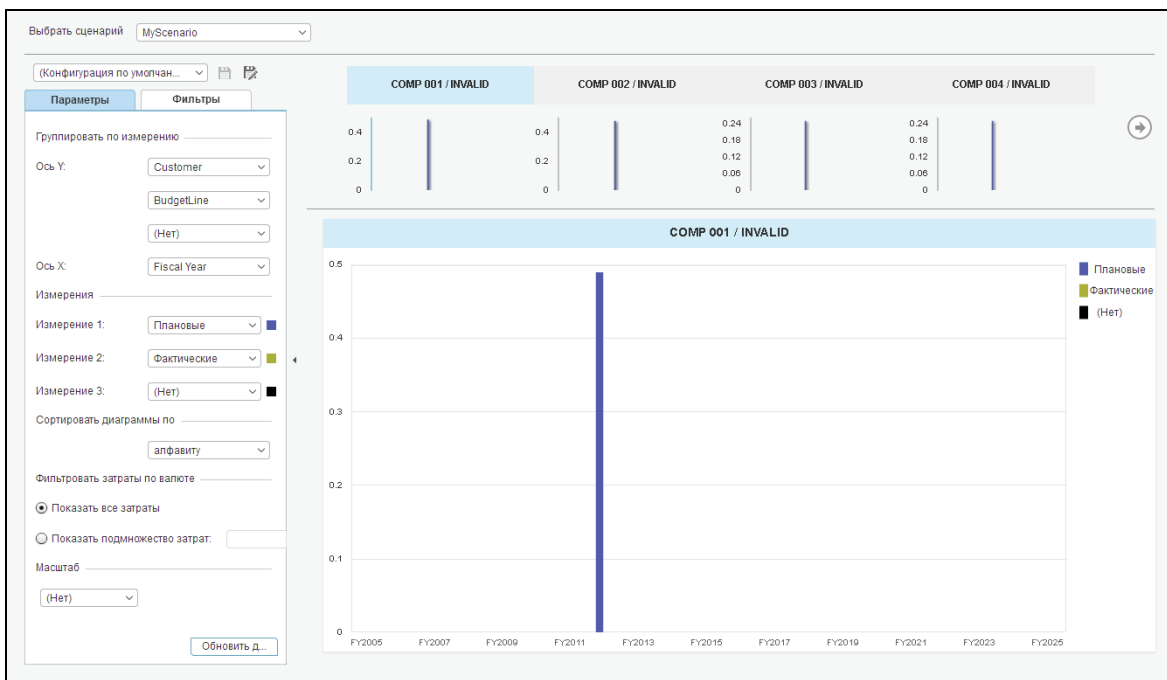 Выбрать сценарий MyScenario
(Конфигурация по умолчан...
Параметры Фильтры
Группировать по измерению
Ось Y: Customer
BudgetLine
(Нет)
Ось X: Fiscal Year
Измерения
Измерение 1: Плановые
Измерение 2: Фактические
Измерение 3: (Нет)
Сортировать диаграммы по
алфавиту
Фильтровать затраты по валюте
Показать все затраты
Показать подмножество затрат:
Масштаб
(Нет)
Обновить д...
COMP 001 / INVALID COMP 002 / INVALID COMP 003 / INVALID COMP 004 / INVALID
0.4
0.2
0
0.4
0.2
0
0.24
0.18
0.12
0.06
0
0.24
0.18
0.12
0.06
0
COMP 001 / INVALID
0.5
0.4
0.3
0.2
0.1
0
FY2005 FY2007 FY2009 FY2011 FY2013 FY2015 FY2017 FY2019 FY2021 FY2023 FY2025
Плановые
Фактические
(Нет)